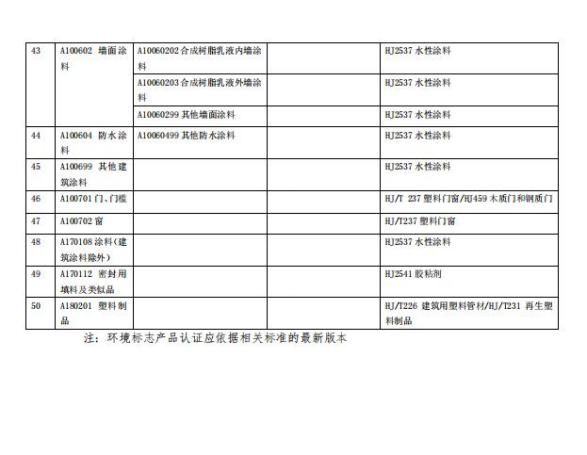 43 A100602 墙面涂 A10060202合成树脂乳液内墙涂 HJ2537 水性涂料
料 料
A10060203合成树脂乳液外墙涂 HJ2537 水性涂料
料
A10060299 其他墙面涂料 HJ2537 水性涂料
44 A100604 防水涂 A10060499 其他防水涂料 HJ2537 水性涂料
料
45 A100699 其他建 HJ2537 水性涂料
筑涂料
46 A100701 门、门槛 HJ/T 237 塑料门窗/HJ459 木质门和钢质门
47 A100702 窗 HJ/T237 塑料门窗
48 A170108 涂料(建 HJ2537 水性涂料
筑涂料除外)
49 A170112 密封用 HJ2541 胶粘剂
填料及类似品
50 A180201 塑料制 HJ/T226 建筑用塑料管材/HJ/T231 再生塑
品 料制品
注: 环境标志产品认证应依据相关标准的最新版本